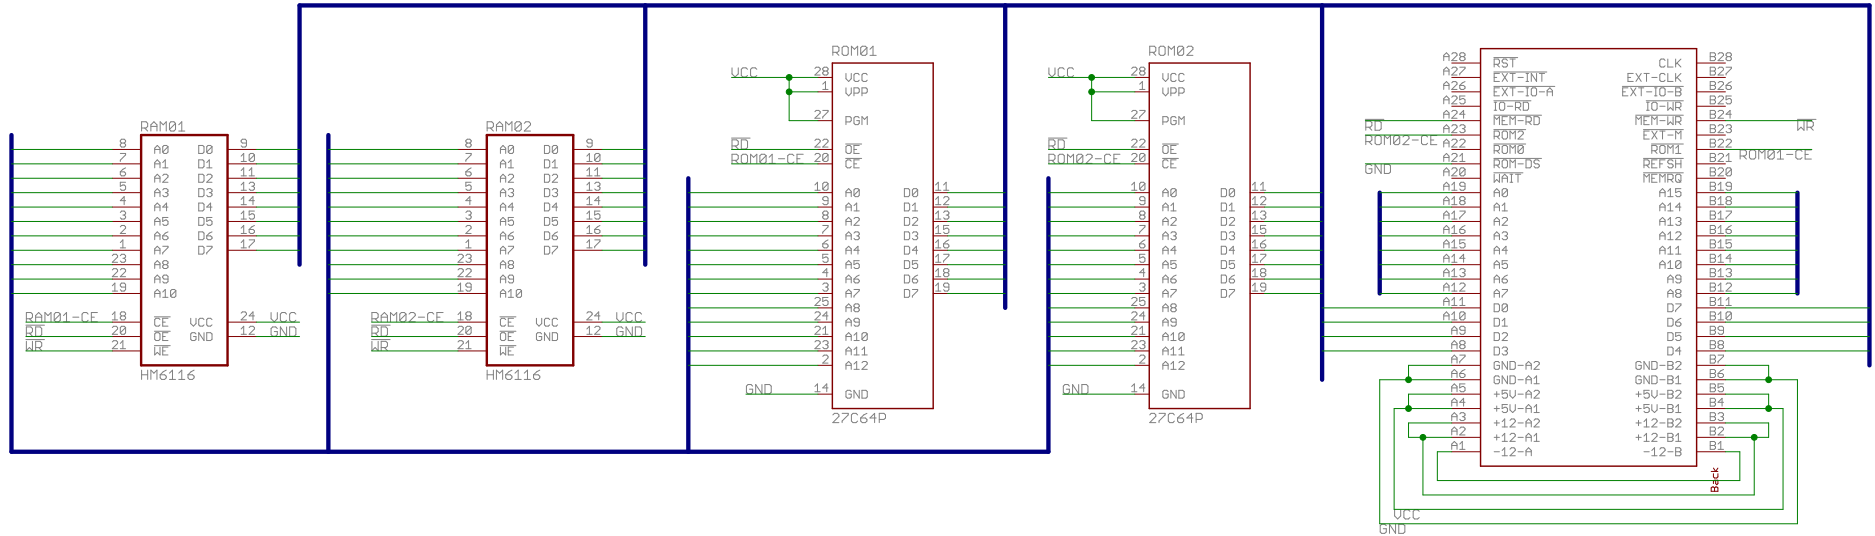 RAM01
8 A0 D0 9
7 A1 D1 10
6 A2 D2 11
5 A3 D3 13
4 A4 D4 14
3 A5 D5 15
2 A6 D6 16
1 A7 D7 17
23 A8
22 A9
19 A10
RAM01-CE 18 CE VCC 24 VCC
RD 20 OE GND 12 GND
WR 21 WE
HM6116
RAM02
8 A0 D0 9
7 A1 D1 10
6 A2 D2 11
5 A3 D3 13
4 A4 D4 14
3 A5 D5 15
2 A6 D6 16
1 A7 D7 17
23 A8
22 A9
19 A10
RAM02-CE 18 CE VCC 24 VCC
RD 20 OE GND 12 GND
WR 21 WE
HM6116
ROM01
VCC 28 VCC
1 VPP
27 PGM
RD 22 OE
ROM01-CE 20 CE
10 A0 D0 11
9 A1 D1 12
8 A2 D2 13
7 A3 D3 15
6 A4 D4 16
5 A5 D5 17
4 A6 D6 18
3 A7 D7 19
25 A8
24 A9
21 A10
23 A11
2 A12
GND 14 GND
27C64P
ROM02
VCC 28 VCC
1 VPP
27 PGM
RD 22 OE
ROM02-CE 20 CE
10 A0 D0 11
9 A1 D1 12
8 A2 D2 13
7 A3 D3 15
6 A4 D4 16
5 A5 D5 17
4 A6 D6 18
3 A7 D7 19
25 A8
24 A9
21 A10
23 A11
2 A12
GND 14 GND
27C64P
A28 RST CLK B28
A27 EXT-INT EXT-CLK B27
A26 EXT-IO-A EXT-IO-B B26
A25 IO-RD IO-WR B25
RD A24 MEM-RD MEM-WR B24 WR
ROM02-CE A23 ROM2 EXT-M B23
A22 ROM0 ROM1 B22 ROM01-CE
GND A21 ROM-DS REFSH B21
A20 WAIT MEMRQ B20
A19 A0 A15 B19
A18 A1 A14 B18
A17 A2 A13 B17
A16 A3 A12 B16
A15 A4 A11 B15
A14 A5 A10 B14
A13 A6 A9 B13
A12 A7 A8 B12
A11 D0 D7 B11
A10 D1 D6 B10
A9 D2 D5 B9
A8 D3 D4 B8
A7 GND-A2 GND-B2 B7
A6 GND-A1 GND-B1 B6
A5 +5V-A2 +5V-B2 B5
A4 +5V-A1 +5V-B1 B4
A3 +12-A2 +12-B2 B3
A2 +12-A1 +12-B1 B2
A1 -12-A -12-B B1
Back
VCC
GND